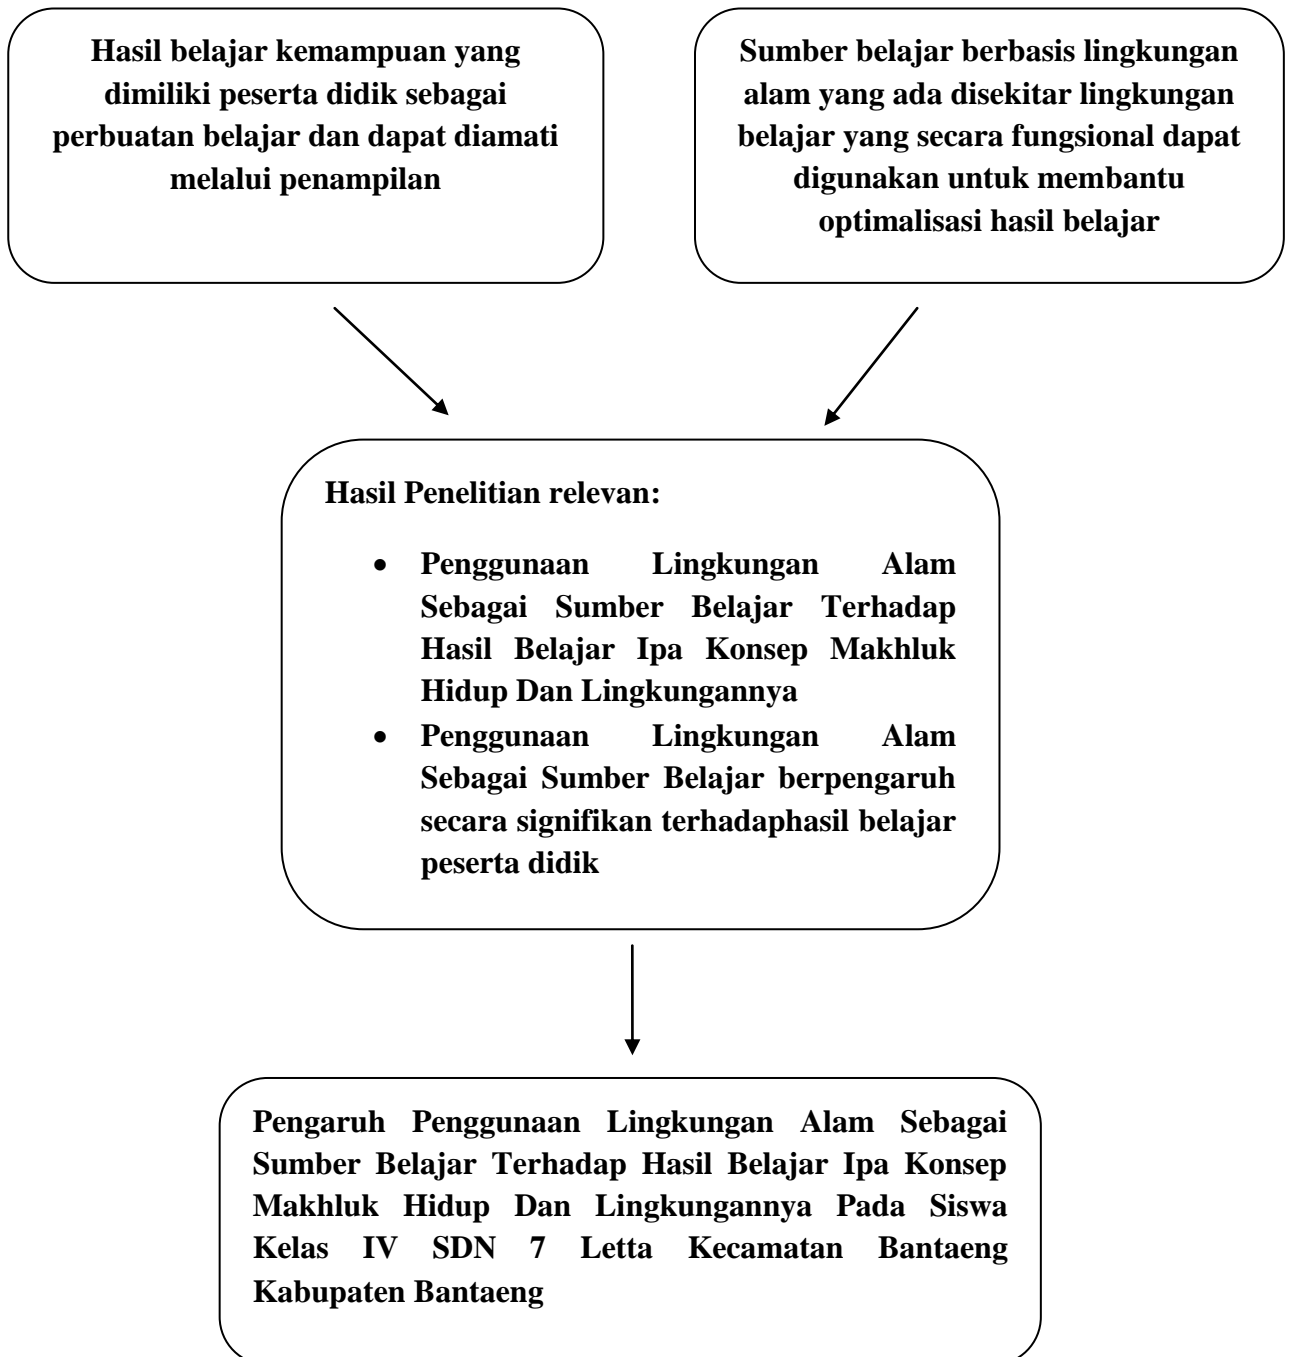 Hasil belajar kemampuan yang
dimiliki peserta didik sebagai
perbuatan belajar dan dapat diamati
melalui penampilan
Sumber belajar berbasis lingkungan
alam yang ada disekitar lingkungan
belajar yang secara fungsional dapat
digunakan untuk membantu
optimalisasi hasil belajar
Hasil Penelitian relevan:
• Penggunaan Lingkungan Alam
Sebagai Sumber Belajar Terhadap
Hasil Belajar Ipa Konsep Makhluk
Hidup Dan Lingkungannya
• Penggunaan Lingkungan Alam
Sebagai Sumber Belajar berpengaruh
secara signifikan terhadaphasil belajar
peserta didik
Pengaruh Penggunaan Lingkungan Alam Sebagai
Sumber Belajar Terhadap Hasil Belajar Ipa Konsep
Makhluk Hidup Dan Lingkungannya Pada Siswa
Kelas IV SDN 7 Letta Kecamatan Bantaeng
Kabupaten Bantaeng